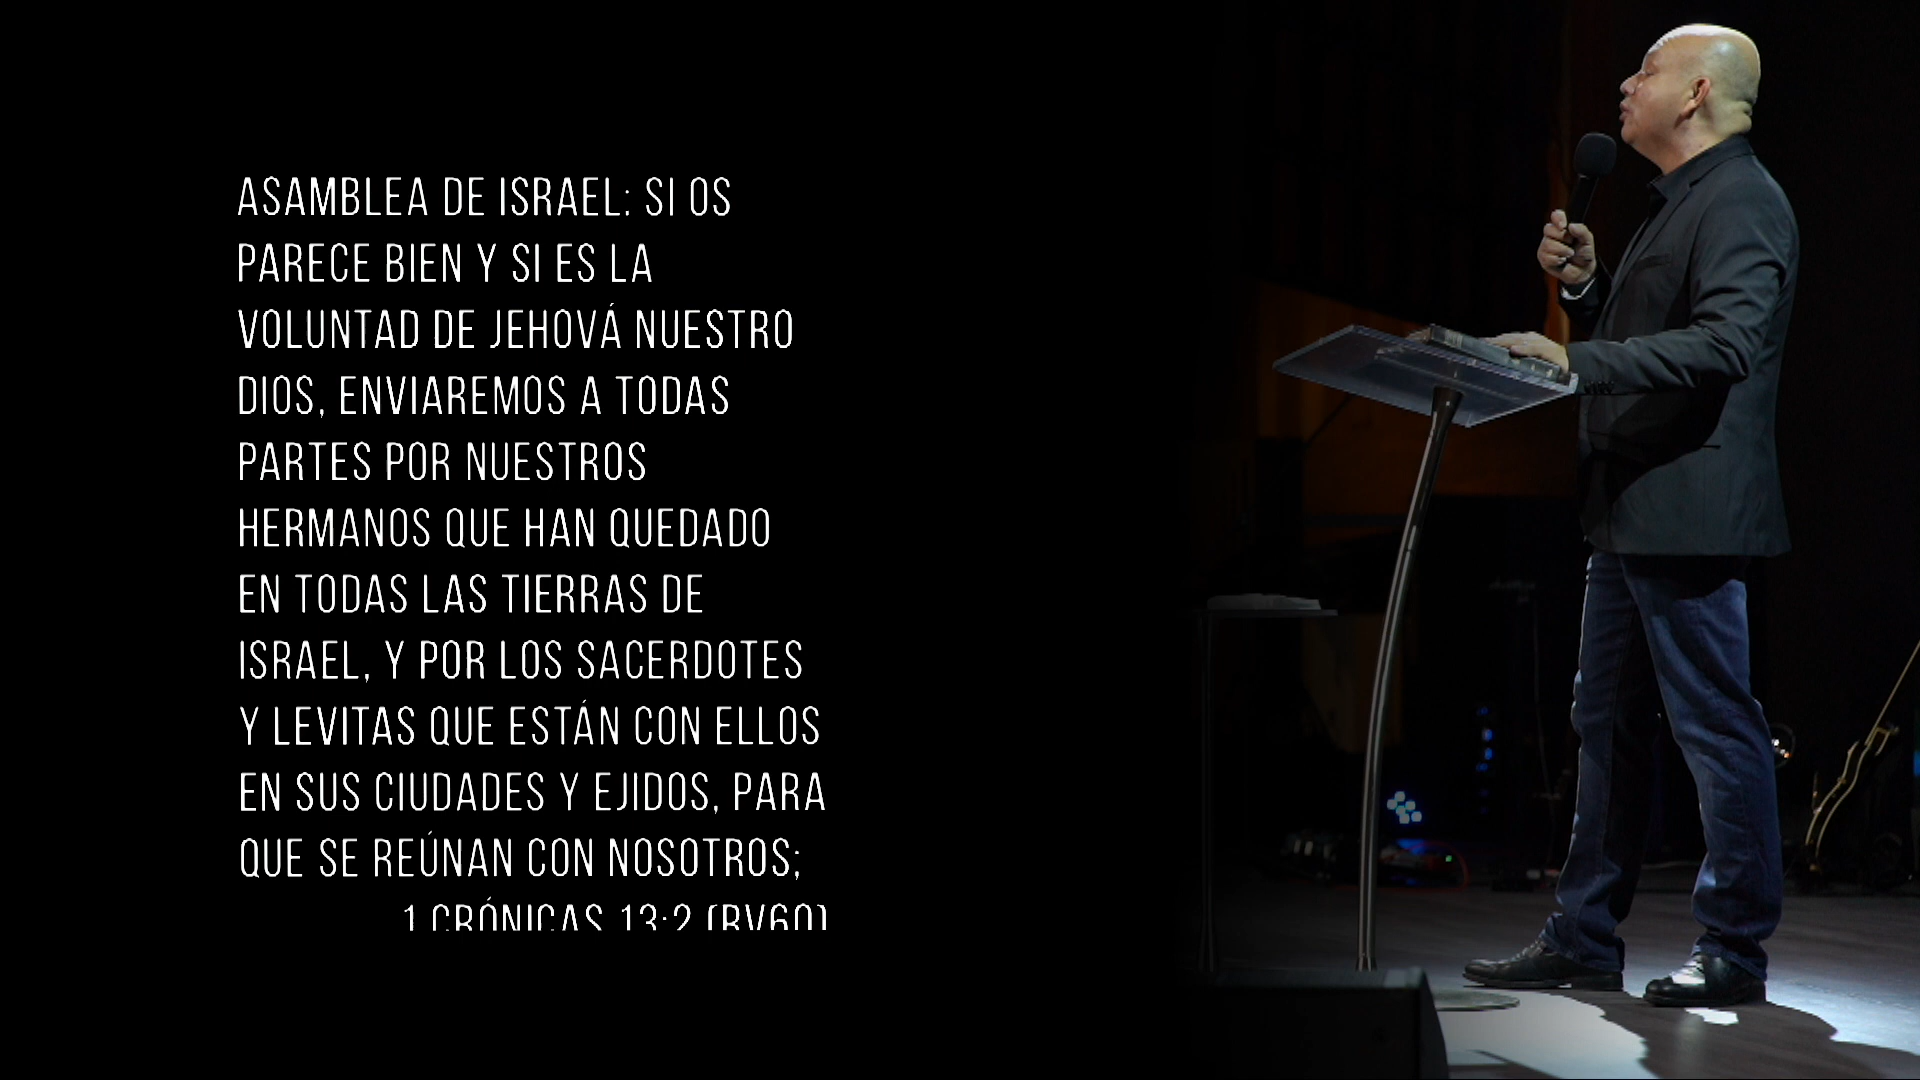 ASAMBLEA DE ISRAEL: SI OS
PARECE BIEN Y SI ES LA
VOLUNTAD DE JEHOVÁ NUESTRO
DIOS, ENVIAREMOS A TODAS
PARTES POR NUESTROS
HERMANOS QUE HAN QUEDADO
EN TODAS LAS TIERRAS DE
ISRAEL, Y POR LOS SACERDOTES
Y LEVITAS QUE ESTÁN CON ELLOS
EN SUS CIUDADES Y EJIDOS, PARA
QUE SE REÚNAN CON NOSOTROS;
1 CRÓNICAS 13:2 (RV60)